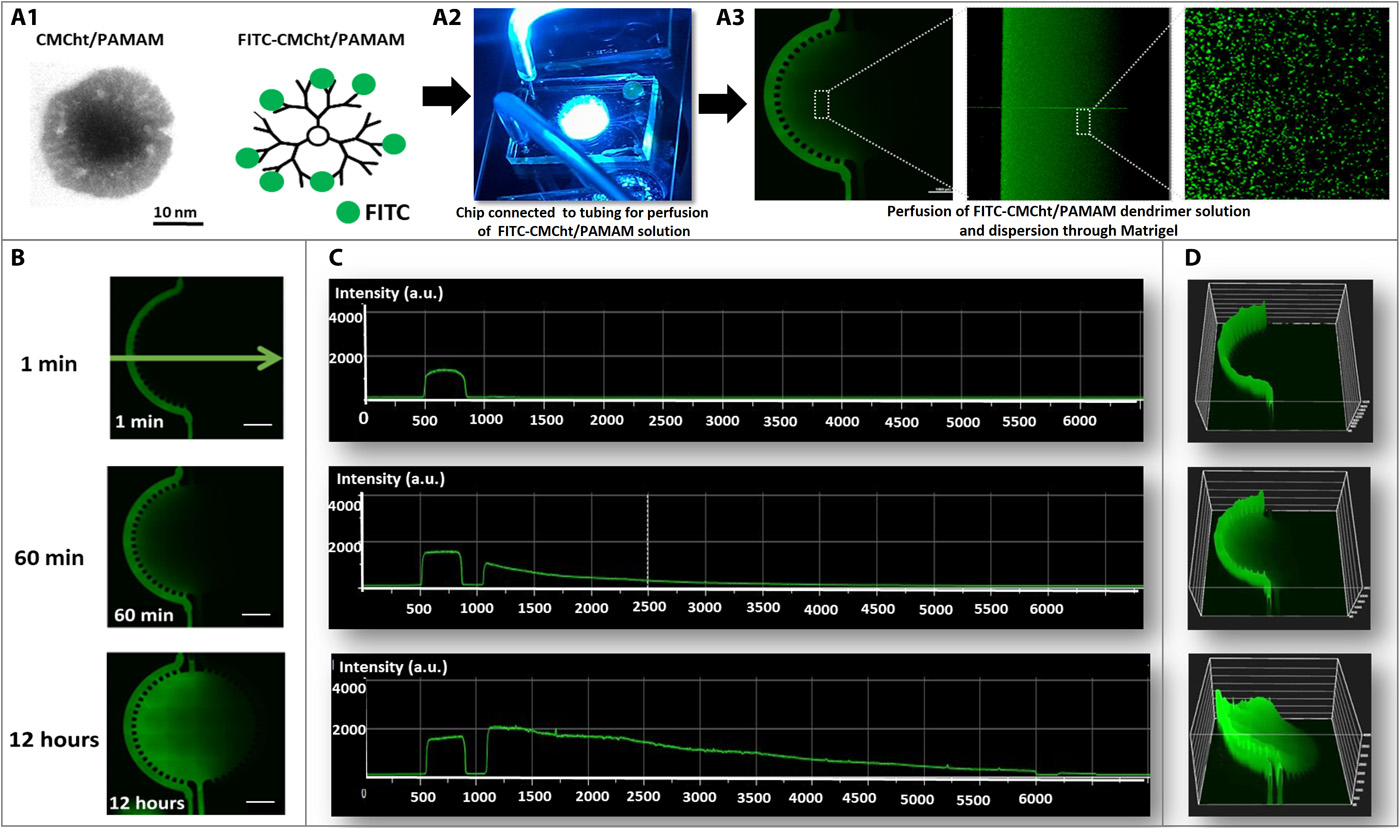 A1
CMCht/PAMAM
FITC-CMCht/PAMAM
FITC
10 nm
A2
Chip connected to tubing for perfusion
of FITC-CMCht/PAMAM solution
A3
Perfusion of FITC-CMCht/PAMAM dendrimer solution
and dispersion through Matrigel
B
1 min
1 min
60 min
60 min
12 hours
12 hours
C
Intensity (a.u.)
4000
2000
0 500 1000 1500 2000 2500 3000 3500 4000 4500 5000 5500 6000
Intensity (a.u.)
4000
2000
500 1000 1500 2000 2500 3000 3500 4000 4500 5000 5500 6000
Intensity (a.u.)
4000
2000
0 500 1000 1500 2000 2500 3000 3500 4000 4500 5000 5500 6000
D